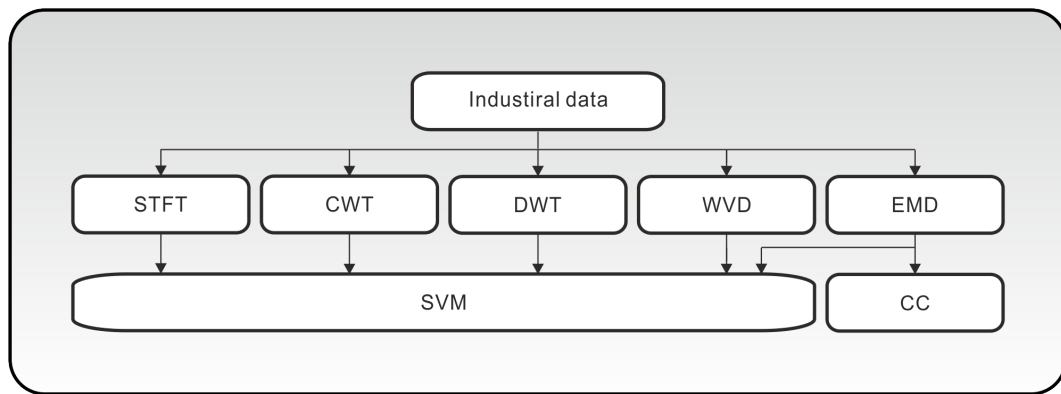 Industiral data
STFT
CWT
DWT
WVD
EMD
SVM
CC